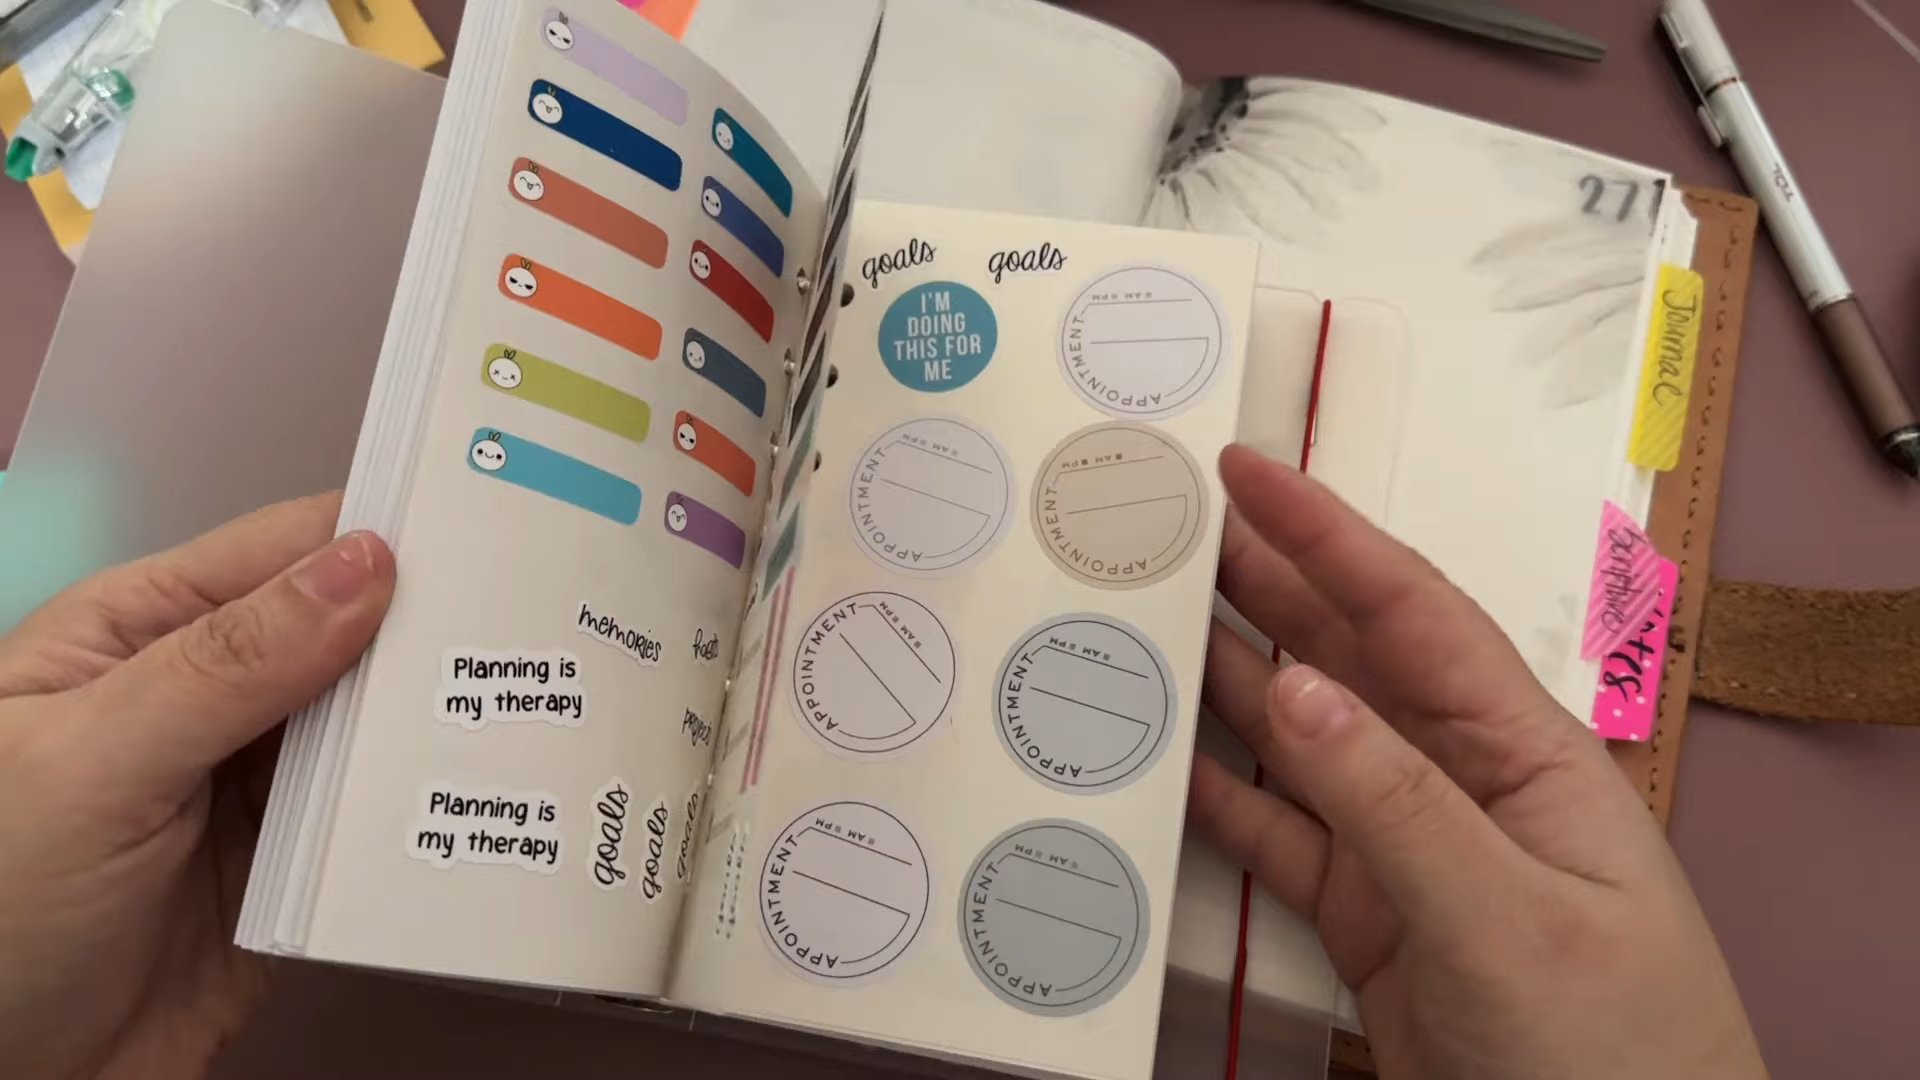 memories
Planning is
my therapy
Planning is
my therapy
goals
goals
goals
goals
goals
I'M
DOING
THIS FOR
ME
APPOINTMENT
AM PM
APPOINTMENT
AM PM
APPOINTMENT
AM PM
APPOINTMENT
AM PM
APPOINTMENT
AM PM
APPOINTMENT
AM PM
APPOINTMENT
AM PM
27
Journal
Scripture
TUL